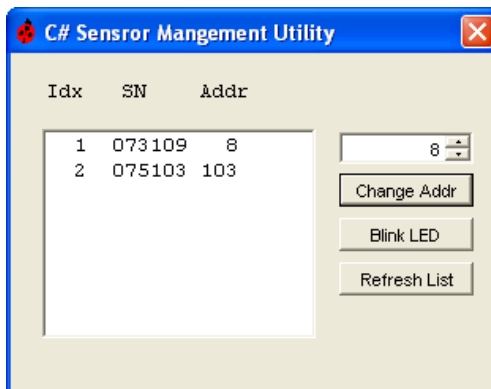 C# Sensror Mangement Utility
Idx SN Addr
1 073109 8
2 075103 103
8
Change Addr
Blink LED
Refresh List